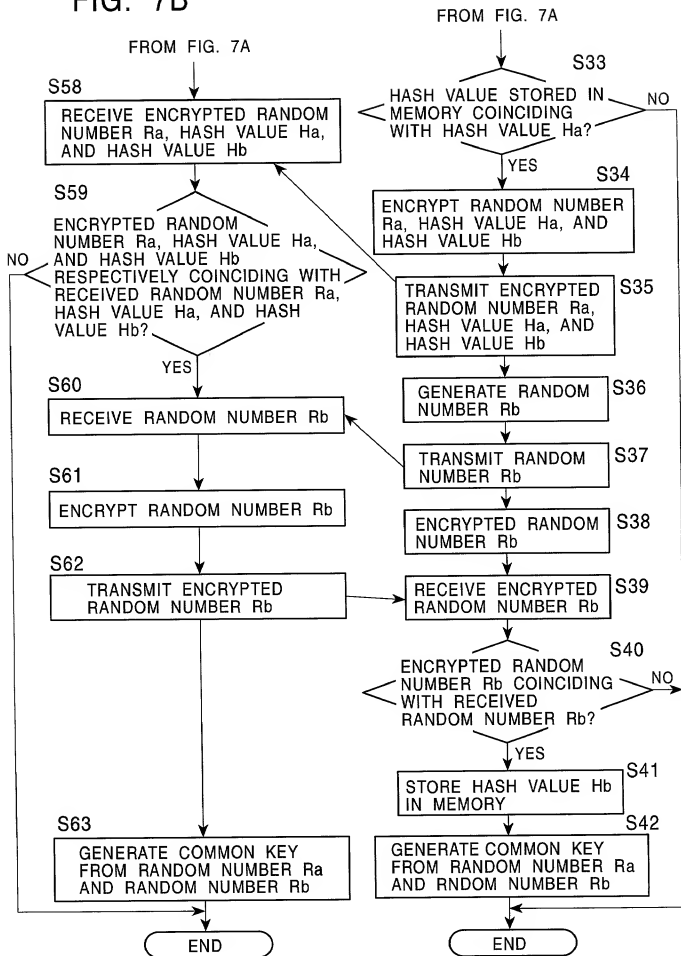 FIG. 7B
FROM FIG. 7A
S58
RECEIVE ENCRYPTED RANDOM
NUMBER Ra, HASH VALUE Ha,
AND HASH VALUE Hb
S59
ENCRYPTED RANDOM
NUMBER Ra, HASH VALUE Ha,
AND HASH VALUE Hb
RESPECTIVELY COINCIDING WITH
RECEIVED RANDOM NUMBER Ra,
HASH VALUE Ha, AND HASH
VALUE Hb?
NO
YES
S60
RECEIVE RANDOM NUMBER Rb
S61
ENCRYPT RANDOM NUMBER Rb
S62
TRANSMIT ENCRYPTED
RANDOM NUMBER Rb
S63
GENERATE COMMON KEY
FROM RANDOM NUMBER Ra
AND RANDOM NUMBER Rb
END
FROM FIG. 7A
S33
HASH VALUE STORED IN
MEMORY COINCIDING
WITH HASH VALUE Ha?
NO
YES
S34
ENCRYPT RANDOM NUMBER
Ra, HASH VALUE Ha, AND
HASH VALUE Hb
S35
TRANSMIT ENCRYPTED
RANDOM NUMBER Ra,
HASH VALUE Ha, AND
HASH VALUE Hb
S36
GENERATE RANDOM
NUMBER Rb
S37
TRANSMIT RANDOM
NUMBER Rb
S38
ENCRYPTED RANDOM
NUMBER Rb
S39
RECEIVE ENCRYPTED
RANDOM NUMBER Rb
S40
ENCRYPTED RANDOM
NUMBER Rb COINCIDING
WITH RECEIVED
RANDOM NUMBER Rb?
NO
YES
S41
STORE HASH VALUE Hb
IN MEMORY
S42
GENERATE COMMON KEY
FROM RANDOM NUMBER Ra
AND RNDOM NUMBER Rb
END